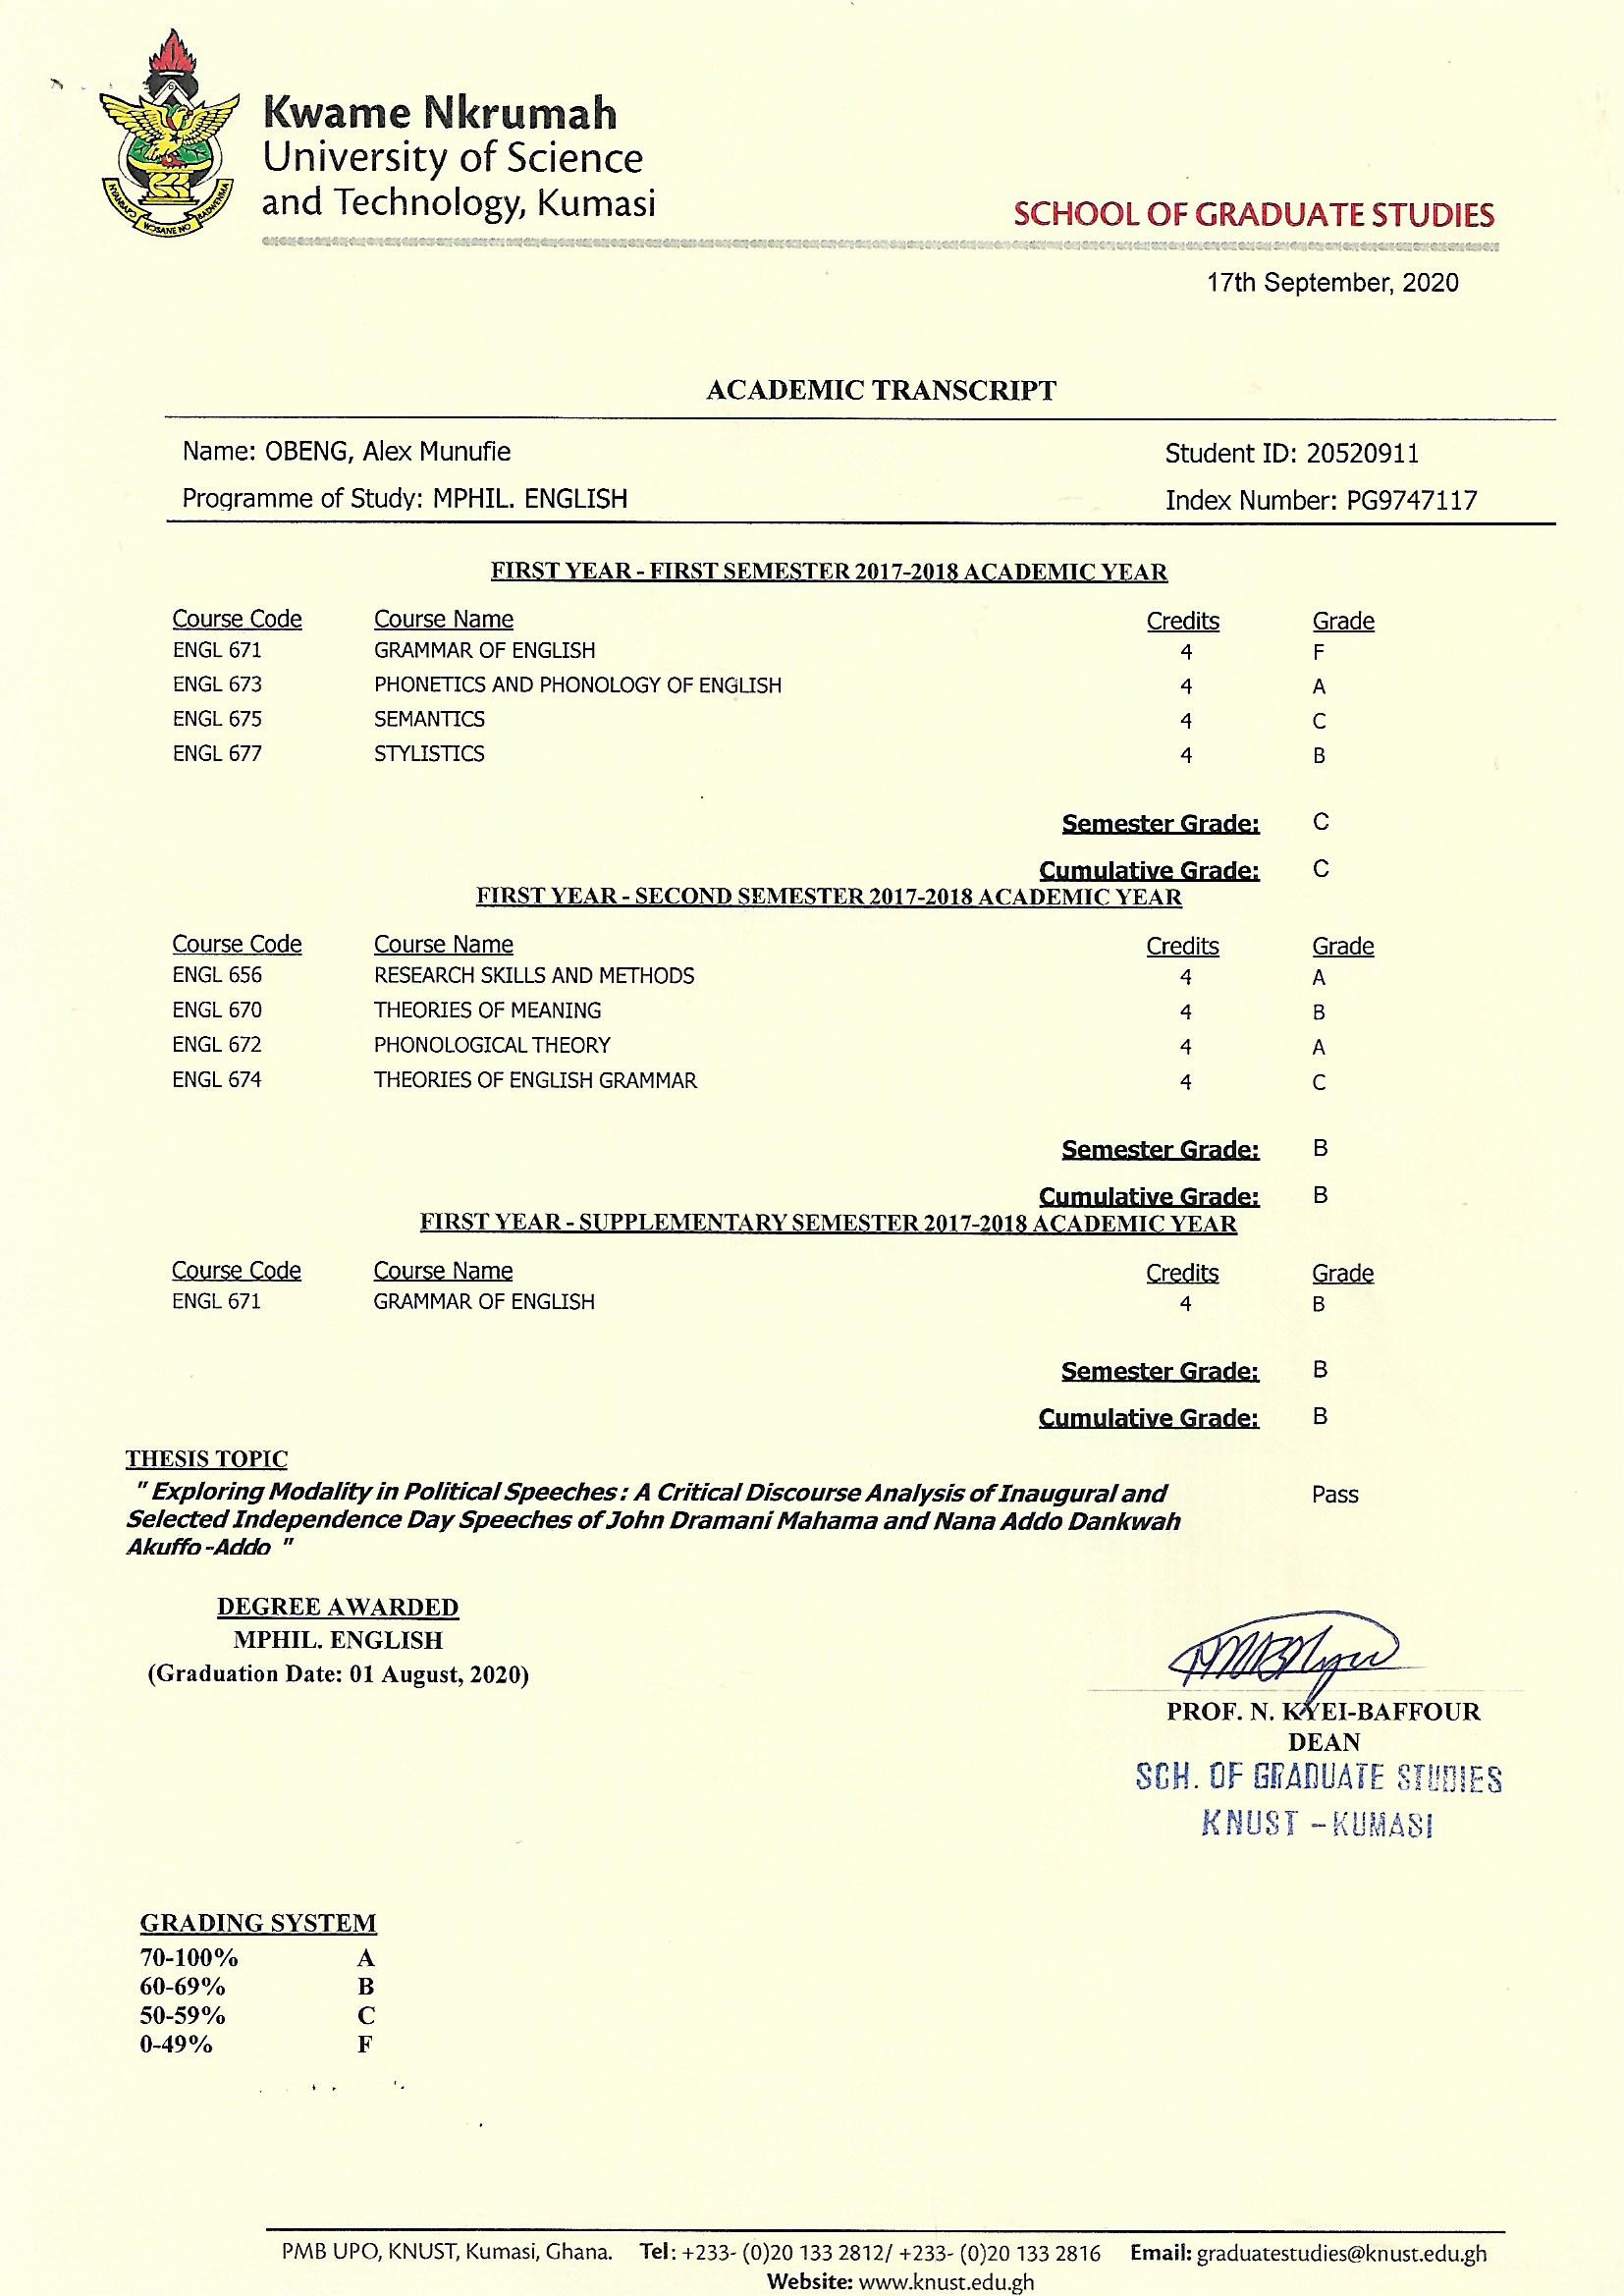 Kwame Nkrumah
University of Science
and Technology, Kumasi
NYANSAPO WOSANE NO BADWENMA
SCHOOL OF GRADUATE STUDIES
17th September, 2020
ACADEMIC TRANSCRIPT
Name: OBENG, Alex Munufie Student ID: 20520911
Programme of Study: MPHIL. ENGLISH Index Number: PG9747117
FIRST YEAR - FIRST SEMESTER 2017-2018 ACADEMIC YEAR
Course Code Course Name Credits Grade
ENGL 671 GRAMMAR OF ENGLISH 4 F
ENGL 673 PHONETICS AND PHONOLOGY OF ENGLISH 4 A
ENGL 675 SEMANTICS 4 C
ENGL 677 STYLISTICS 4 B
Semester Grade: C
Cumulative Grade: C
FIRST YEAR - SECOND SEMESTER 2017-2018 ACADEMIC YEAR
Course Code Course Name Credits Grade
ENGL 656 RESEARCH SKILLS AND METHODS 4 A
ENGL 670 THEORIES OF MEANING 4 B
ENGL 672 PHONOLOGICAL THEORY 4 A
ENGL 674 THEORIES OF ENGLISH GRAMMAR 4 C
Semester Grade: B
Cumulative Grade: B
FIRST YEAR - SUPPLEMENTARY SEMESTER 2017-2018 ACADEMIC YEAR
Course Code Course Name Credits Grade
ENGL 671 GRAMMAR OF ENGLISH 4 B
Semester Grade: B
Cumulative Grade: B
THESIS TOPIC
" Exploring Modality in Political Speeches: A Critical Discourse Analysis of Inaugural and Pass
Selected Independence Day Speeches of John Dramani Mahama and Nana Addo Dankwah
Akuffo-Addo "
DEGREE AWARDED
MPHIL. ENGLISH
(Graduation Date: 01 August, 2020)
PROF. N. KYEI-BAFFOUR
DEAN
SCH. OF GRADUATE STUDIES
KNUST - KUMASI
GRADING SYSTEM
70-100% A
60-69% B
50-59% C
0-49% F
PMB UPO, KNUST, Kumasi, Ghana. Tel: +233- (0)20 133 2812/ +233- (0)20 133 2816 Email: graduatestudies@knust.edu.gh
Website: www.knust.edu.gh